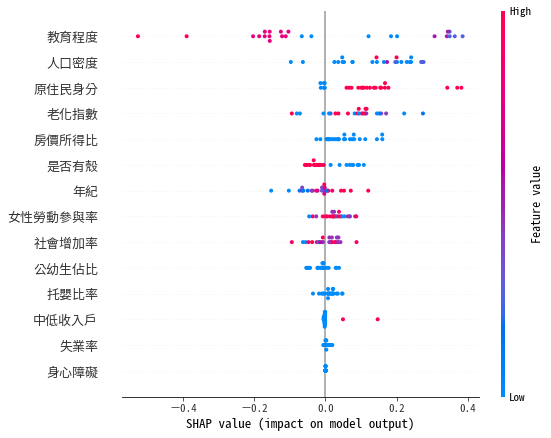 High
教育程度
人口密度
原住民身分
老化指數
房價所得比
是否有殼
年紀
女性勞動參與率
社會增加率
公幼生佔比
托嬰比率
中低收入戶
失業率
身心障礙
Low
Feature value
−0.4 −0.2 0.0 0.2 0.4
SHAP value (impact on model output)